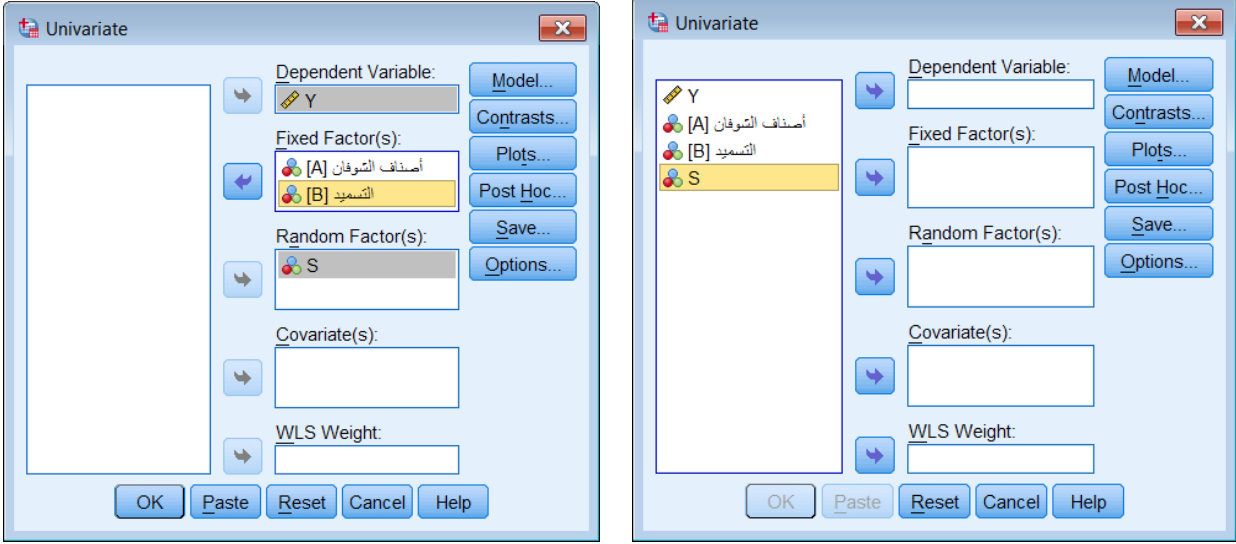 Univariate
Dependent Variable:
Y
Fixed Factor(s):
أصناف الشوفان [A]
التسميد [B]
Random Factor(s):
S
Covariate(s):
WLS Weight:
Model...
Contrasts...
Plots...
Post Hoc...
Save...
Options...
OK Paste Reset Cancel Help
Univariate
Y
أصناف الشوفان [A]
التسميد [B]
S
Dependent Variable:
Fixed Factor(s):
Random Factor(s):
Covariate(s):
WLS Weight:
Model...
Contrasts...
Plots...
Post Hoc...
Save...
Options...
OK Paste Reset Cancel Help